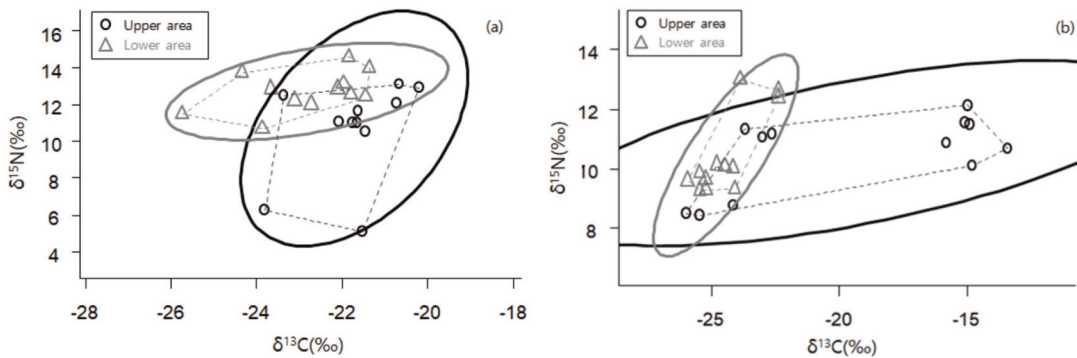 Upper area
Lower area
(a)
16
14
12
10
8
6
4
δ¹⁵N(‰)
-28
-26
-24
-22
-20
-18
δ¹³C(‰)
Upper area
Lower area
(b)
14
12
10
8
δ¹⁵N(‰)
-25
-20
-15
δ¹³C(‰)